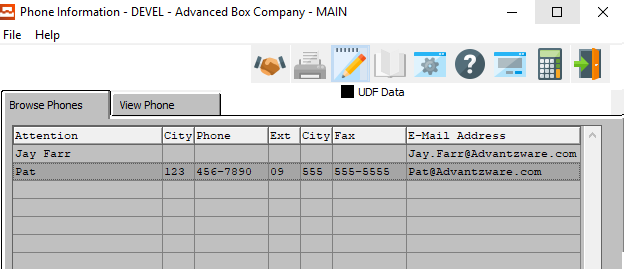 Phone Information - DEVEL - Advanced Box Company - MAIN
File Help
UDF Data
Browse Phones View Phone
Attention City Phone Ext City Fax E-Mail Address
Jay Farr Jay.Farr@Advantzware.com
Pat 123 456-7890 09 555 555-5555 Pat@Advantzware.com